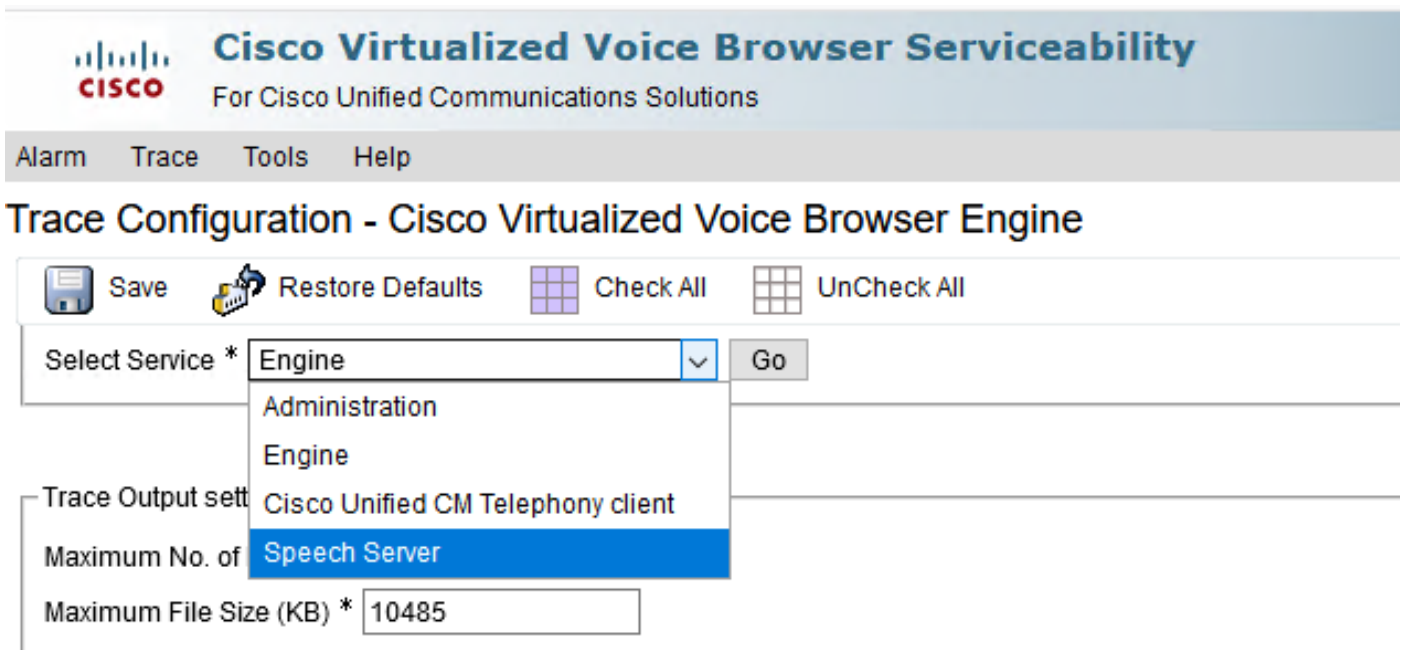 CISCO
Cisco Virtualized Voice Browser Serviceability
For Cisco Unified Communications Solutions
Alarm Trace Tools Help
Trace Configuration - Cisco Virtualized Voice Browser Engine
Save Restore Defaults Check All UnCheck All
Select Service * Engine Go
Administration
Engine
Cisco Unified CM Telephony client
Speech Server
Trace Output sett
Maximum No. of
Maximum File Size (KB) * 10485